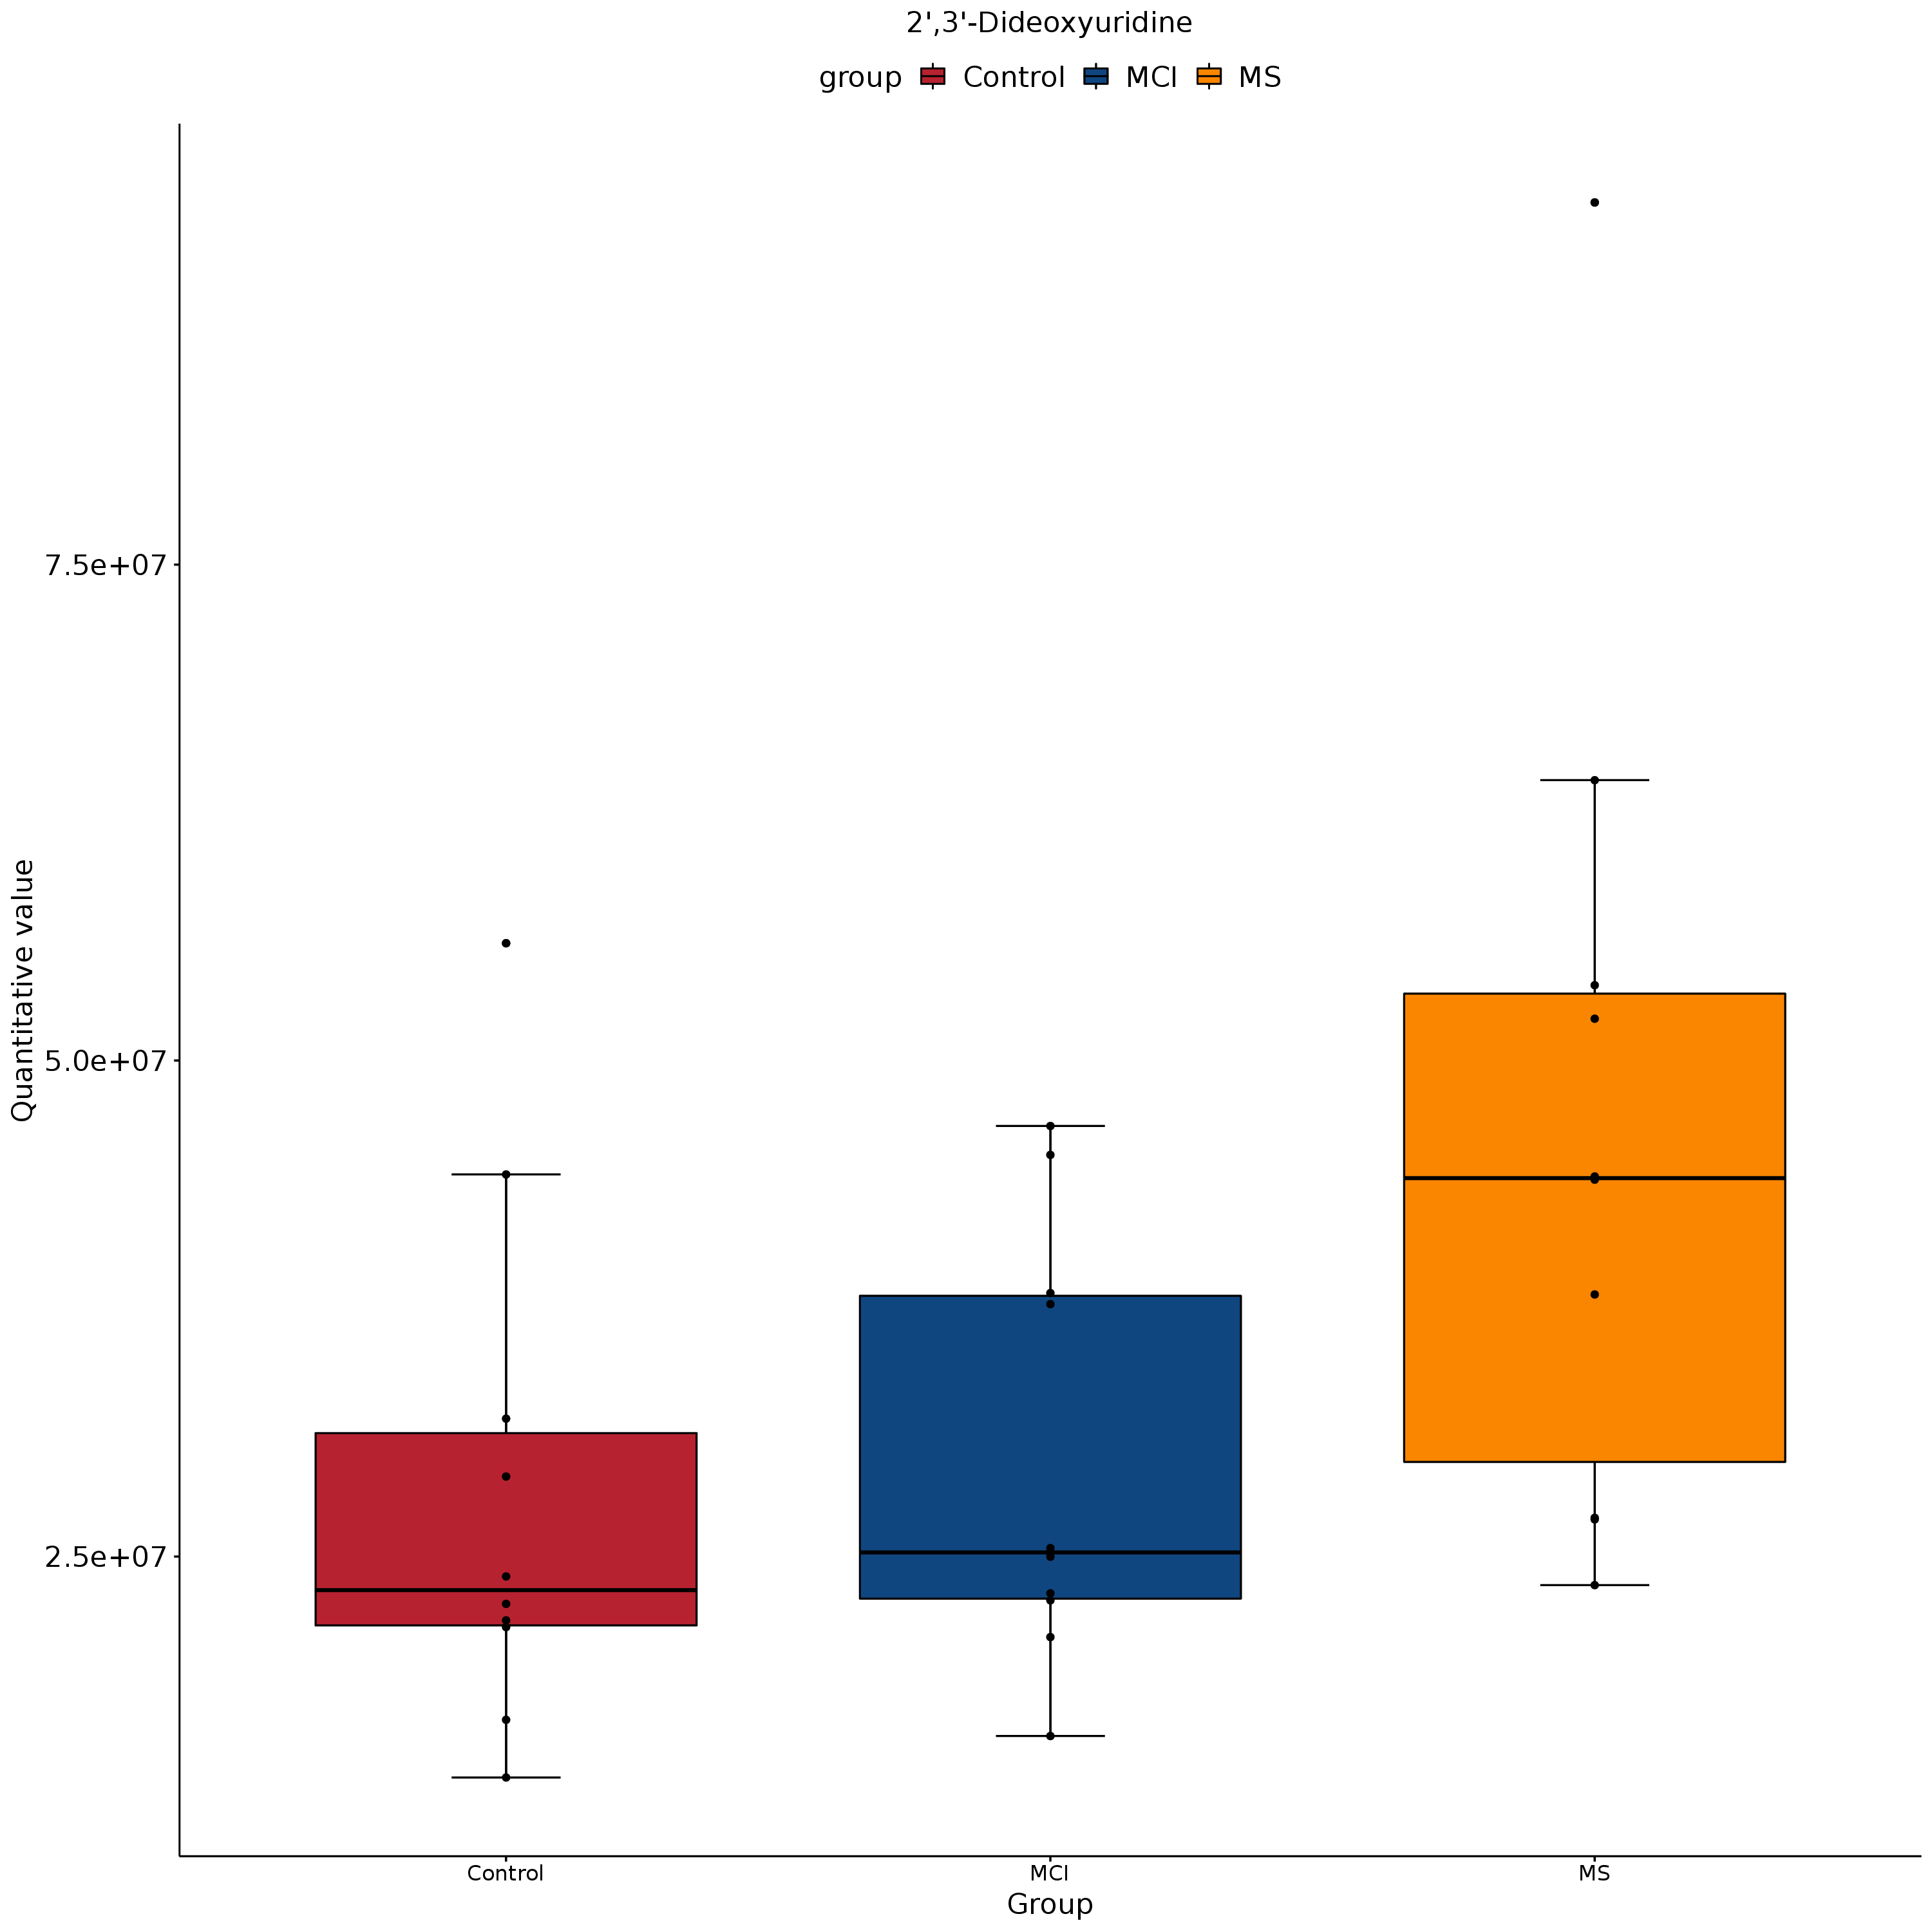 2',3'-Dideoxyuridine
group Control MCI MS
Quantitative value
7.5e+07
5.0e+07
2.5e+07
Control MCI MS
Group